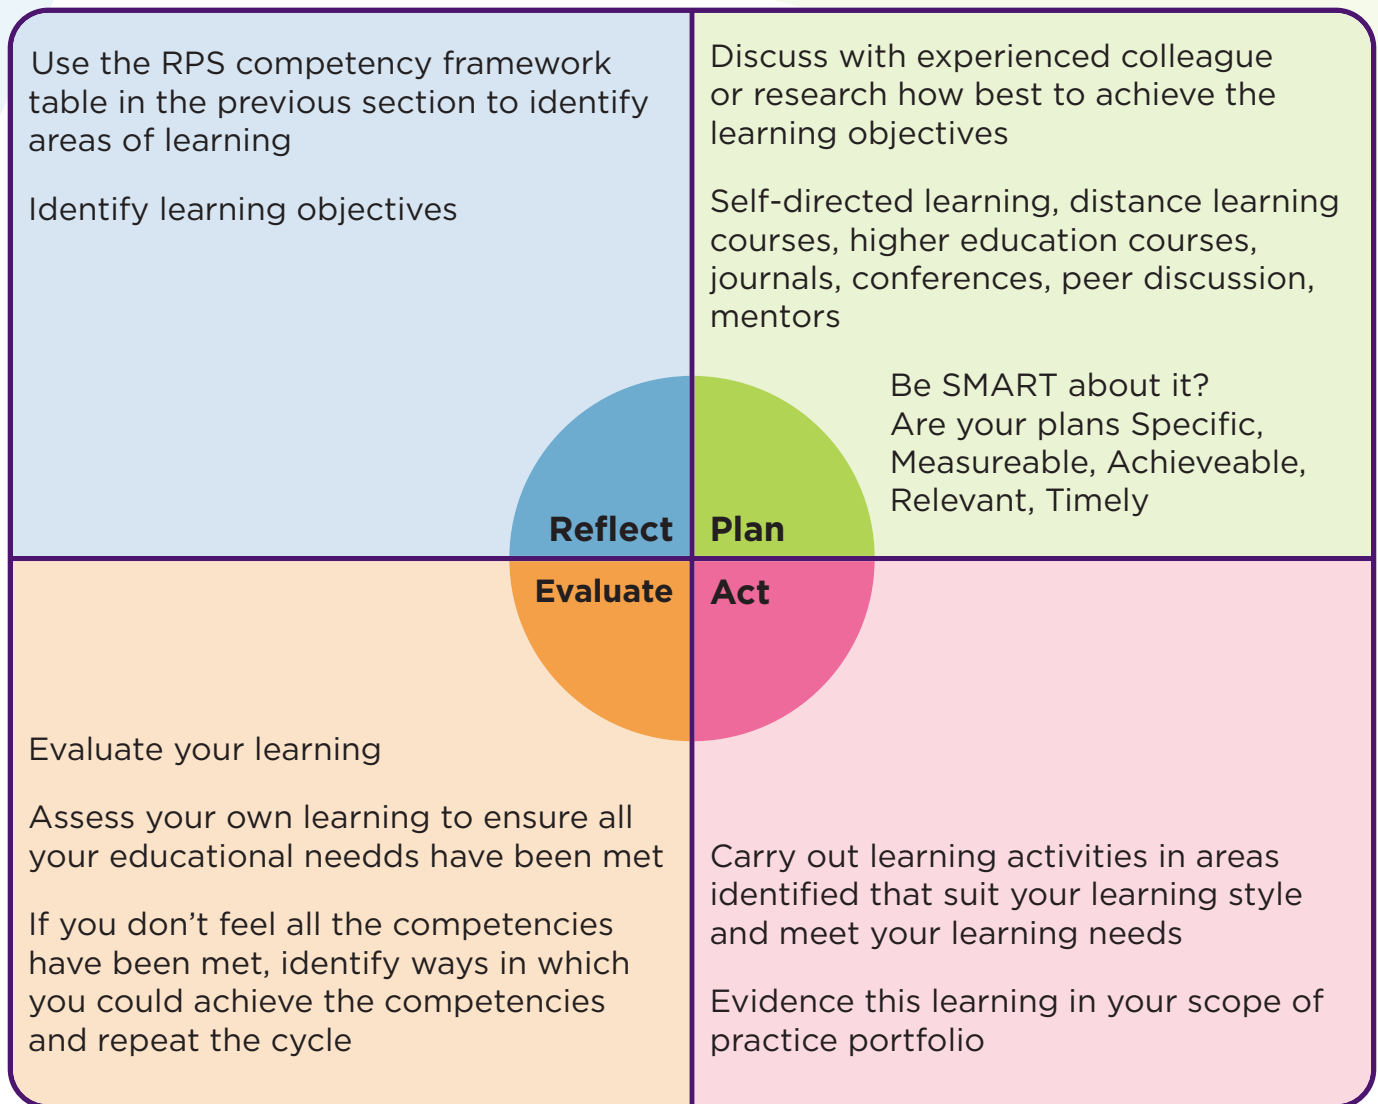 Use the RPS competency framework
table in the previous section to identify
areas of learning
Identify learning objectives
Reflect
Discuss with experienced colleague
or research how best to achieve the
learning objectives
Self-directed learning, distance learning
courses, higher education courses,
journals, conferences, peer discussion,
mentors
Be SMART about it?
Are your plans Specific,
Measureable, Achieveable,
Relevant, Timely
Plan
Evaluate
Evaluate your learning
Assess your own learning to ensure all
your educational needds have been met
If you don’t feel all the competencies
have been met, identify ways in which
you could achieve the competencies
and repeat the cycle
Act
Carry out learning activities in areas
identified that suit your learning style
and meet your learning needs
Evidence this learning in your scope of
practice portfolio